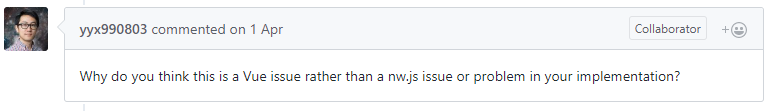 yyx990803 commented on 1 Apr
Collaborator
Why do you think this is a Vue issue rather than a nw.js issue or problem in your implementation?